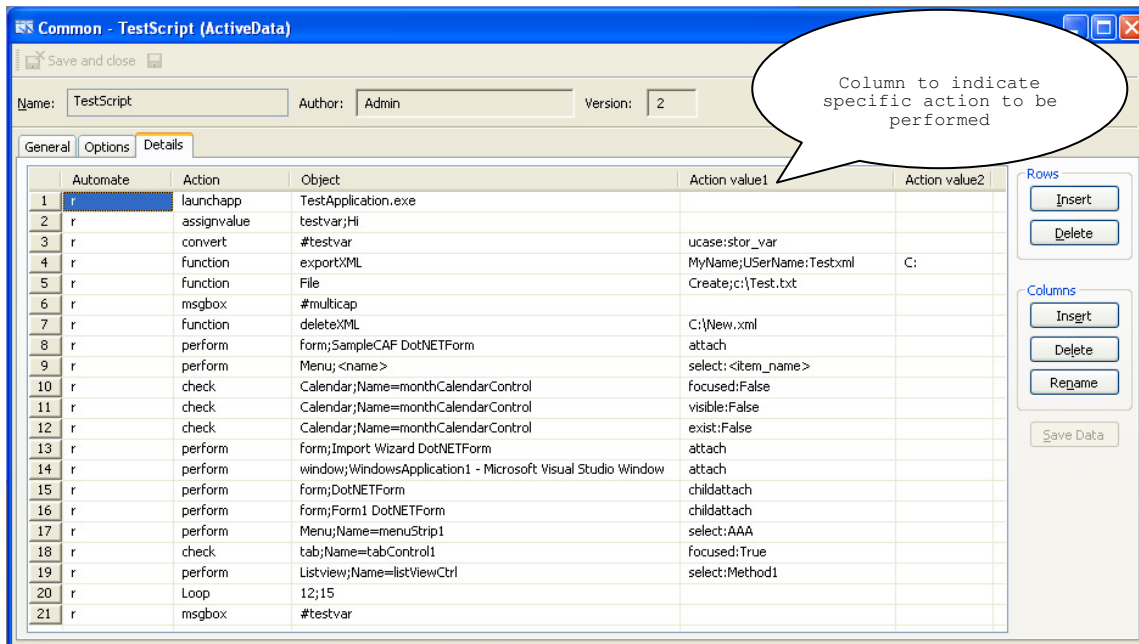 Common - TestScript (ActiveData)
Save and close
Column to indicate
specific action to be
performed
Name: TestScript Author: Admin Version: 2
General Options Details
Automate Action Object Action value1 Action value2
1 r launchapp TestApplication.exe
2 r assignvalue testvar;Hi
3 r convert #testvar ucase:stor_var
4 r function exportXML MyName;USerName:Testxml C:
5 r function File Create;c:\Test.txt
6 r msgbox #multicap
7 r function deleteXML C:\New.xml
8 r perform form;SampleCAF DotNETForm attach
9 r perform Menu;<name> select:<item_name>
10 r check Calendar;Name=monthCalendarControl focused:False
11 r check Calendar;Name=monthCalendarControl visible:False
12 r check Calendar;Name=monthCalendarControl exist:False
13 r perform form;Import Wizard DotNETForm attach
14 r perform window;WindowsApplication1 - Microsoft Visual Studio Window attach
15 r perform form;DotNETForm childattach
16 r perform form;Form1 DotNETForm childattach
17 r perform Menu;Name=menuStrip1 select:AAA
18 r check tab;Name=tabControl1 focused:True
19 r perform Listview;Name=listViewCtrl select:Method1
20 r Loop 12;15
21 r msgbox #testvar
Rows
Insert
Delete
Columns
Insert
Delete
Rename
Save Data